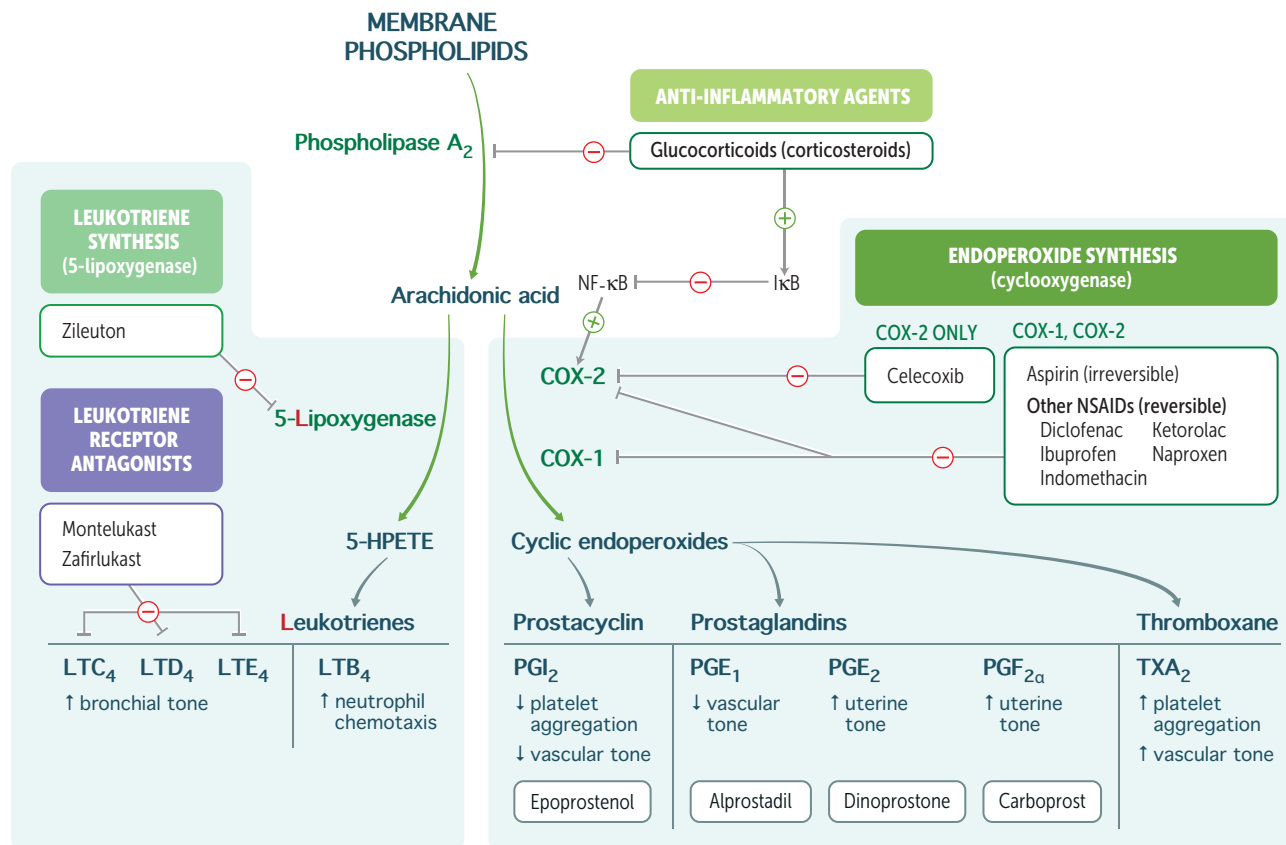 MEMBRANE
PHOSPHOLIPIDS
ANTI-INFLAMMATORY AGENTS
Phospholipase A₂
−
Glucocorticoids (corticosteroids)
LEUKOTRIENE
SYNTHESIS
(5-lipoxygenase)
+
ENDOPEROXIDE SYNTHESIS
(cyclooxygenase)
Arachidonic acid
NF-κB
−
IκB
Zileuton
+
COX-2 ONLY
COX-1, COX-2
−
COX-2
−
Celecoxib
Aspirin (irreversible)
Other NSAIDs (reversible)
Diclofenac
Ketorolac
Ibuprofen
Naproxen
Indomethacin
LEUKOTRIENE
RECEPTOR
ANTAGONISTS
5-Lipoxygenase
COX-1
−
Montelukast
Zafirlukast
5-HPETE
Cyclic endoperoxides
−
Leukotrienes
Prostacyclin
Prostaglandins
Thromboxane
LTC₄
LTD₄
LTE₄
↑ bronchial tone
LTB₄
↑ neutrophil
chemotaxis
PGI₂
↓ platelet
aggregation
↓ vascular tone
Epoprostenol
PGE₁
↓ vascular
tone
Alprostadil
PGE₂
↑ uterine
tone
Dinoprostone
PGF₂α
↑ uterine
tone
Carboprost
TXA₂
↑ platelet
aggregation
↑ vascular tone